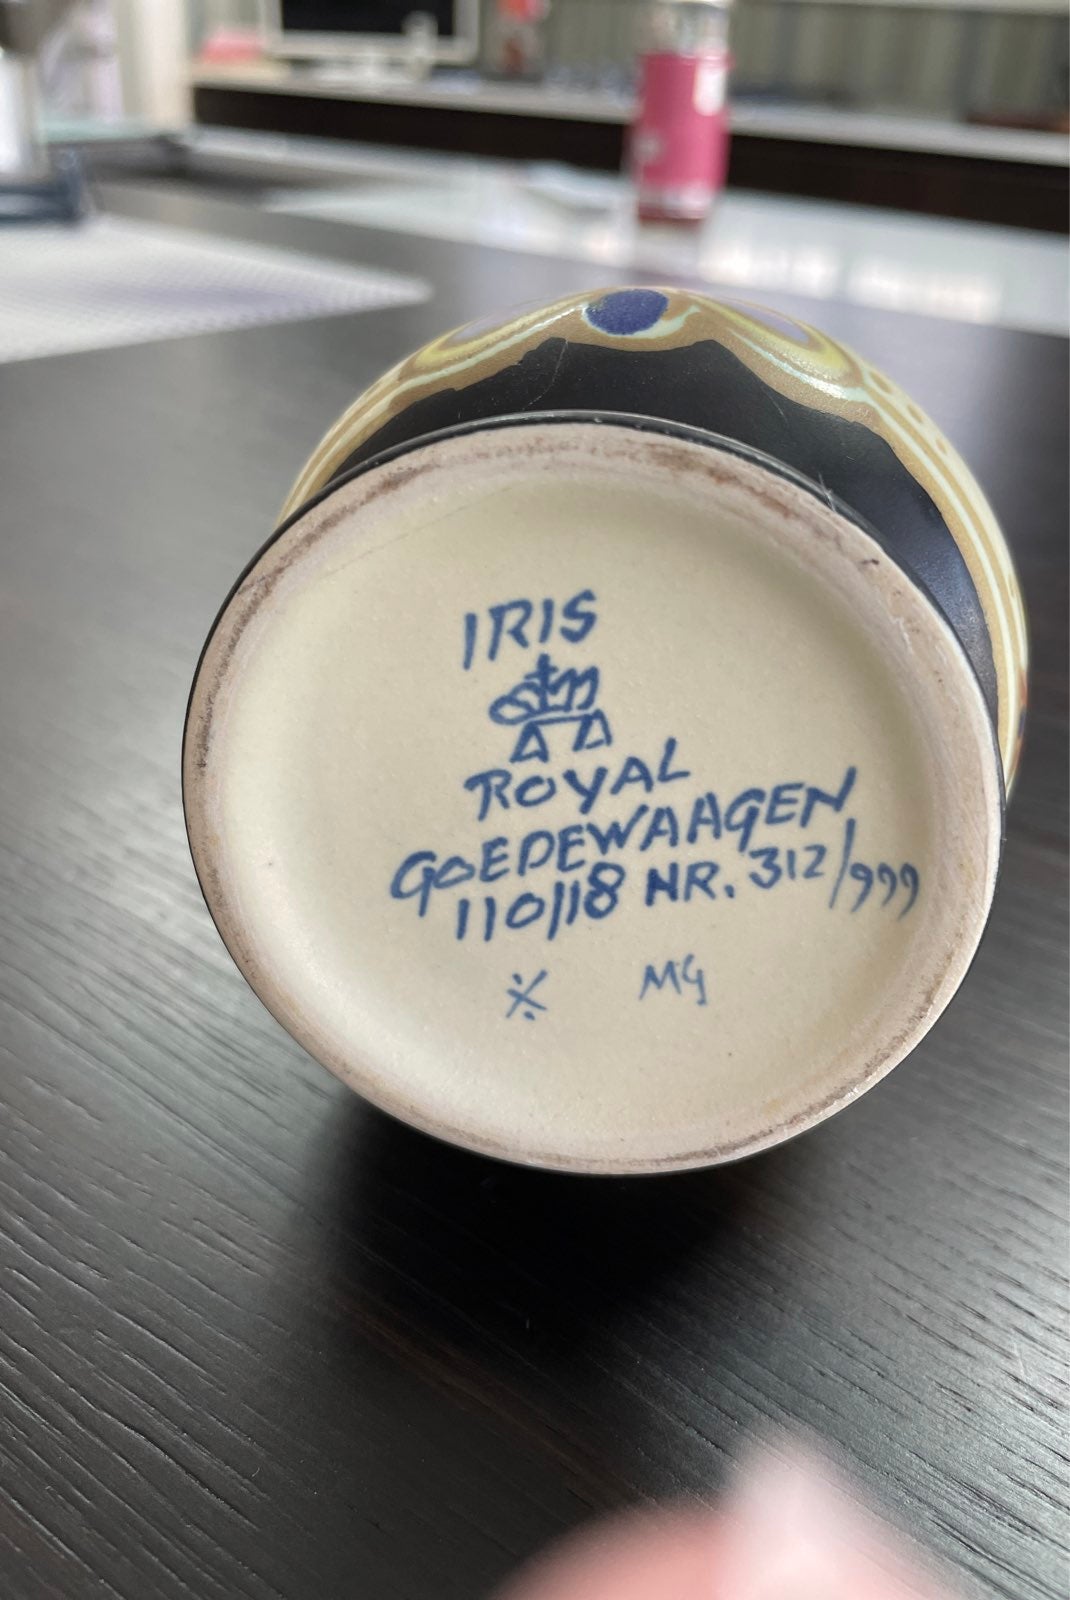 IRIS
ROYAL
GOEDEWAAGEN
110/18 NR. 312/999
MG